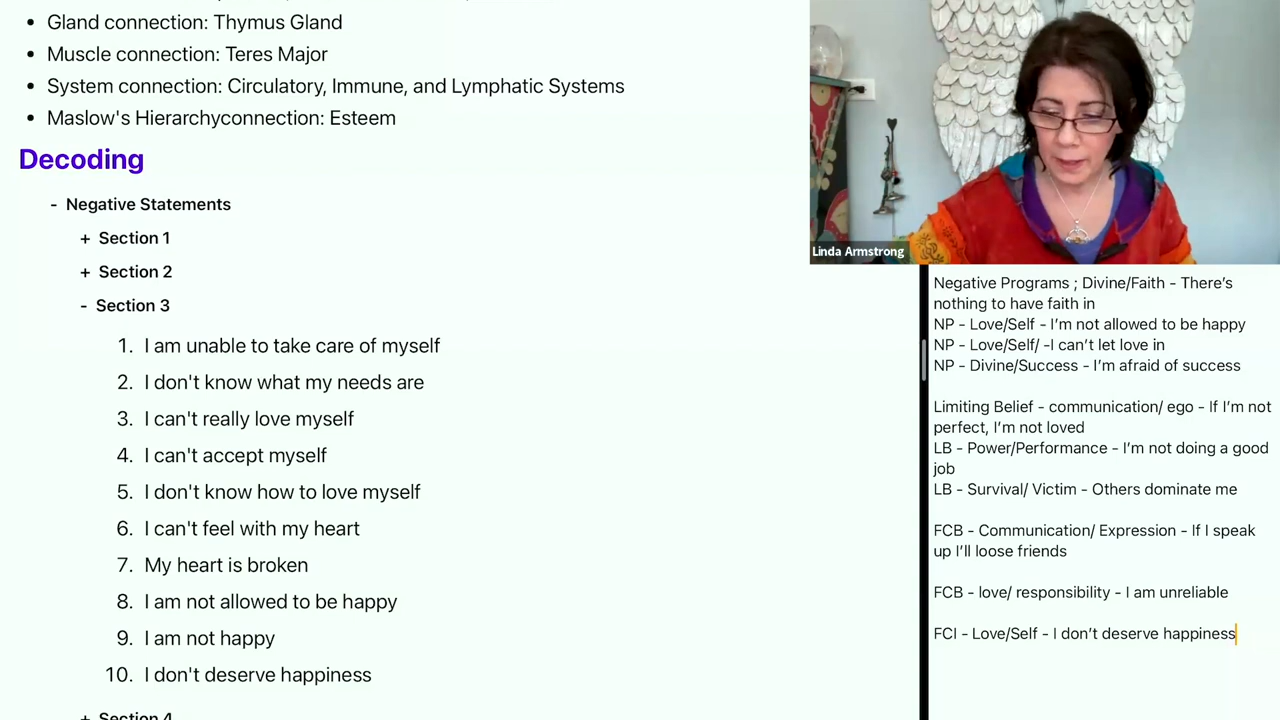 • Gland connection: Thymus Gland
• Muscle connection: Teres Major
• System connection: Circulatory, Immune, and Lymphatic Systems
• Maslow's Hierarchyconnection: Esteem
Decoding
- Negative Statements
+ Section 1
+ Section 2
- Section 3
1. I am unable to take care of myself
2. I don't know what my needs are
3. I can't really love myself
4. I can't accept myself
5. I don't know how to love myself
6. I can't feel with my heart
7. My heart is broken
8. I am not allowed to be happy
9. I am not happy
10. I don't deserve happiness
+ Section 4
Linda Armstrong
Negative Programs ; Divine/Faith - There’s
nothing to have faith in
NP - Love/Self - I’m not allowed to be happy
NP - Love/Self/ -I can’t let love in
NP - Divine/Success - I’m afraid of success
Limiting Belief - communication/ ego - If I’m not
perfect, I’m not loved
LB - Power/Performance - I’m not doing a good
job
LB - Survival/ Victim - Others dominate me
FCB - Communication/ Expression - If I speak
up I’ll loose friends
FCB - love/ responsibility - I am unreliable
FCI - Love/Self - I don’t deserve happiness